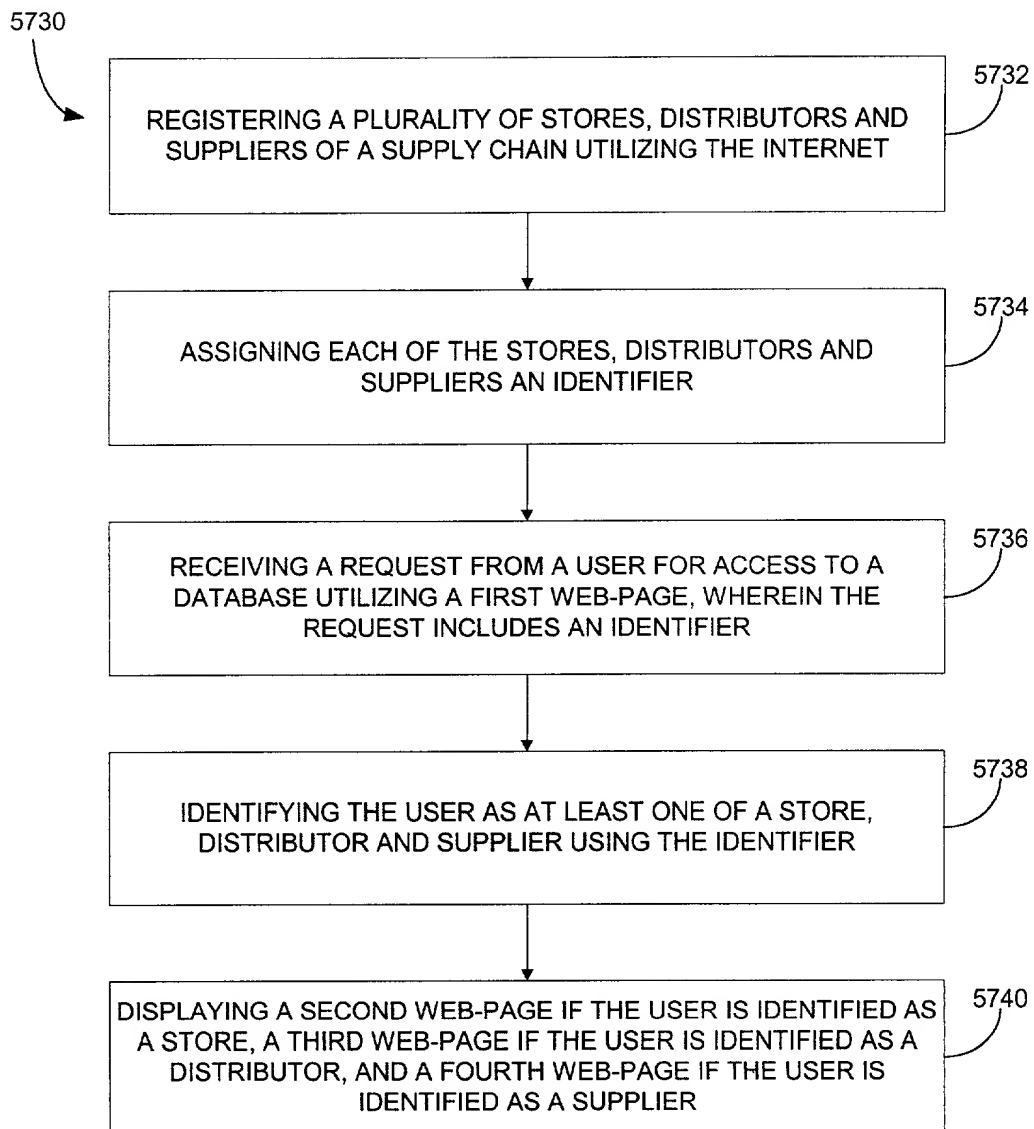 5730
5732
REGISTERING A PLURALITY OF STORES, DISTRIBUTORS AND
SUPPLIERS OF A SUPPLY CHAIN UTILIZING THE INTERNET
5734
ASSIGNING EACH OF THE STORES, DISTRIBUTORS AND
SUPPLIERS AN IDENTIFIER
5736
RECEIVING A REQUEST FROM A USER FOR ACCESS TO A
DATABASE UTILIZING A FIRST WEB-PAGE, WHEREIN THE
REQUEST INCLUDES AN IDENTIFIER
5738
IDENTIFYING THE USER AS AT LEAST ONE OF A STORE,
DISTRIBUTOR AND SUPPLIER USING THE IDENTIFIER
5740
DISPLAYING A SECOND WEB-PAGE IF THE USER IS IDENTIFIED AS
A STORE, A THIRD WEB-PAGE IF THE USER IS IDENTIFIED AS A
DISTRIBUTOR, AND A FOURTH WEB-PAGE IF THE USER IS
IDENTIFIED AS A SUPPLIER